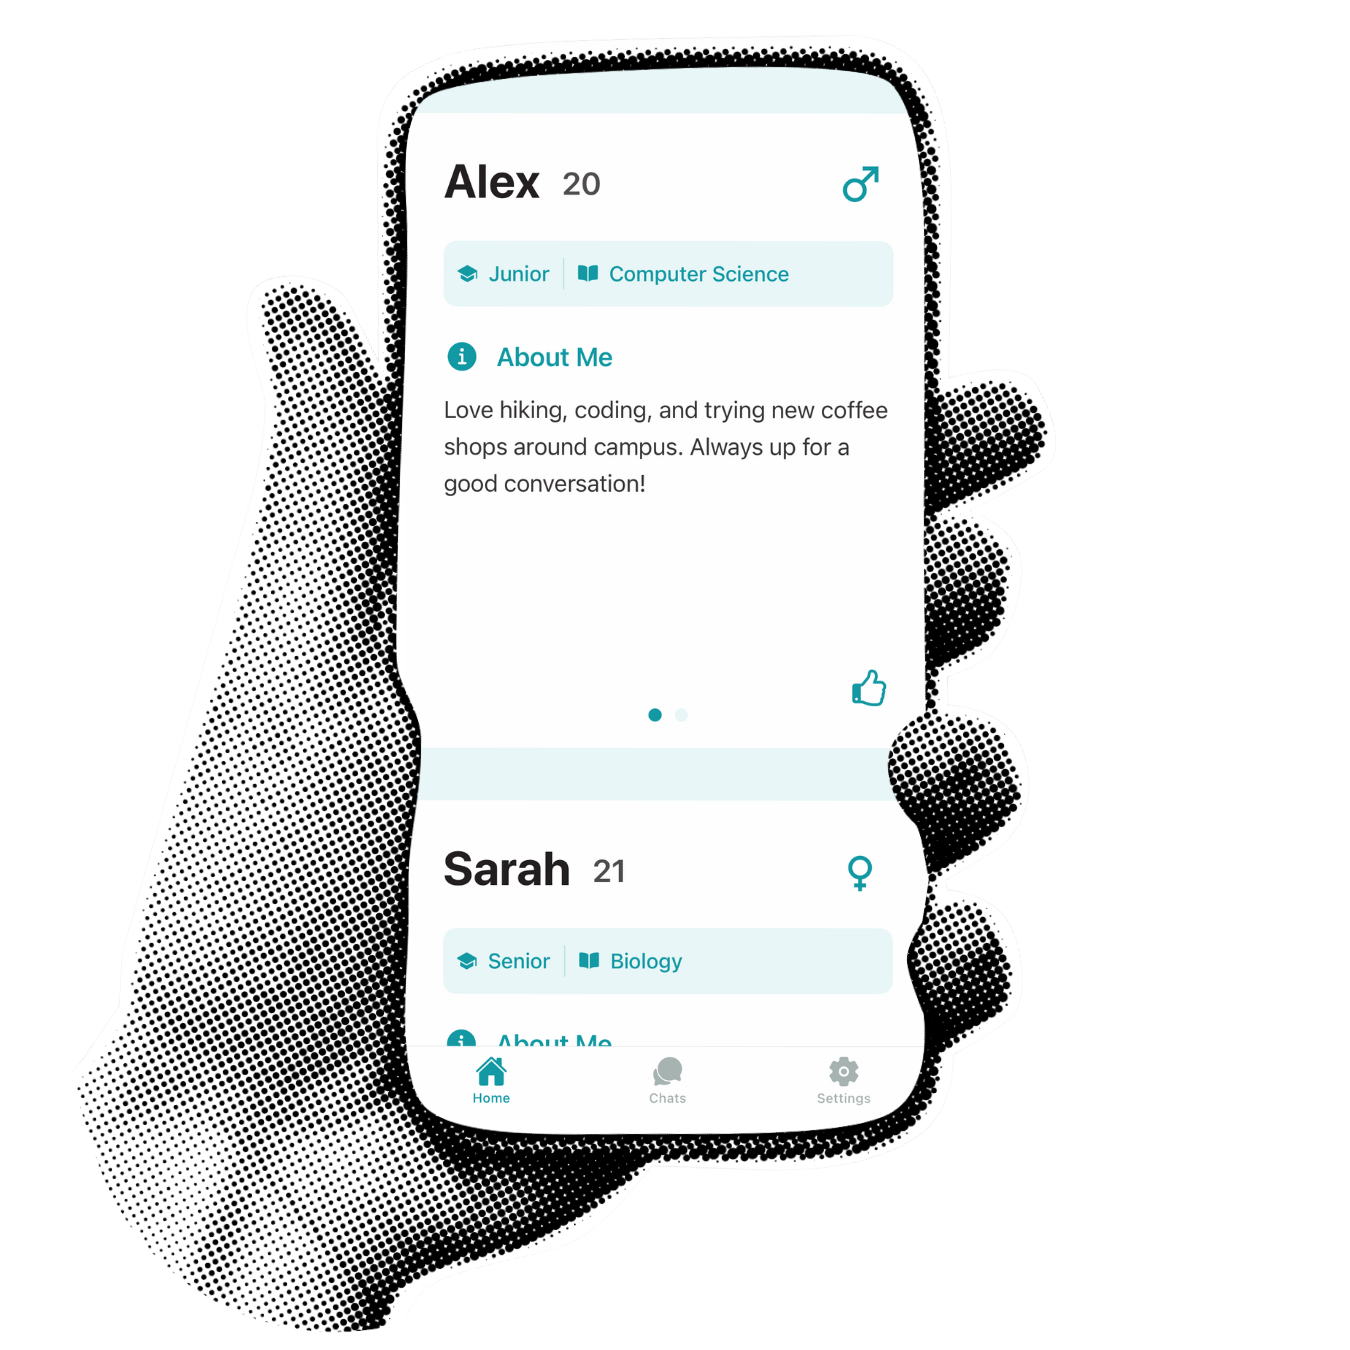 Alex 20
Junior Computer Science
About Me
Love hiking, coding, and trying new coffee
shops around campus. Always up for a
good conversation!
Sarah 21
Senior Biology
About Me
Home Chats Settings